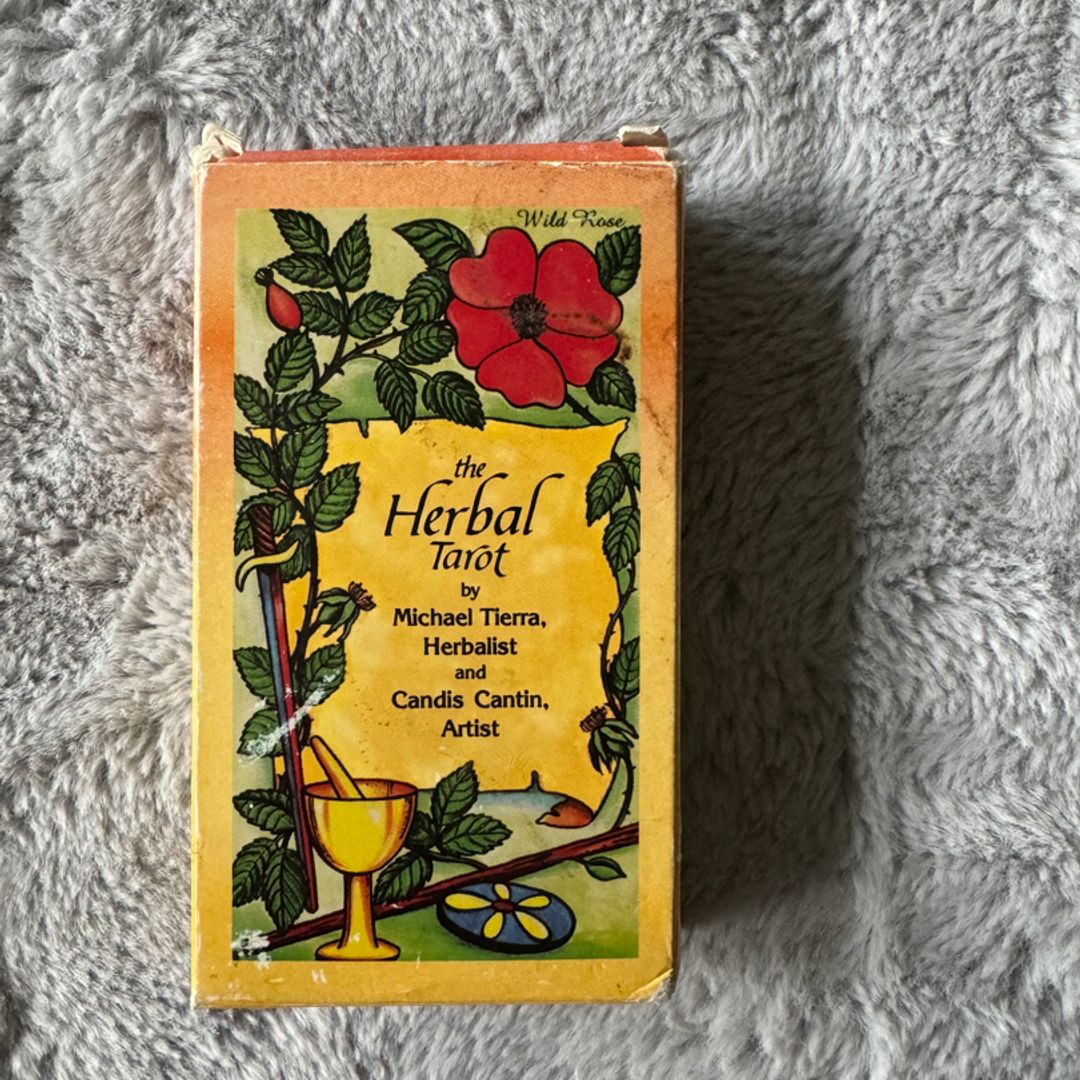 Wild Rose
the
Herbal
Tarot
by
Michael Tierra,
Herbalist
and
Candis Cantin,
Artist